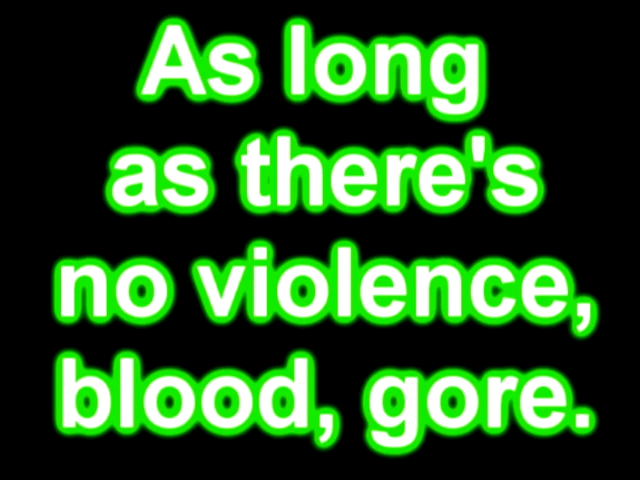 As long
as there's
no violence,
blood, gore.